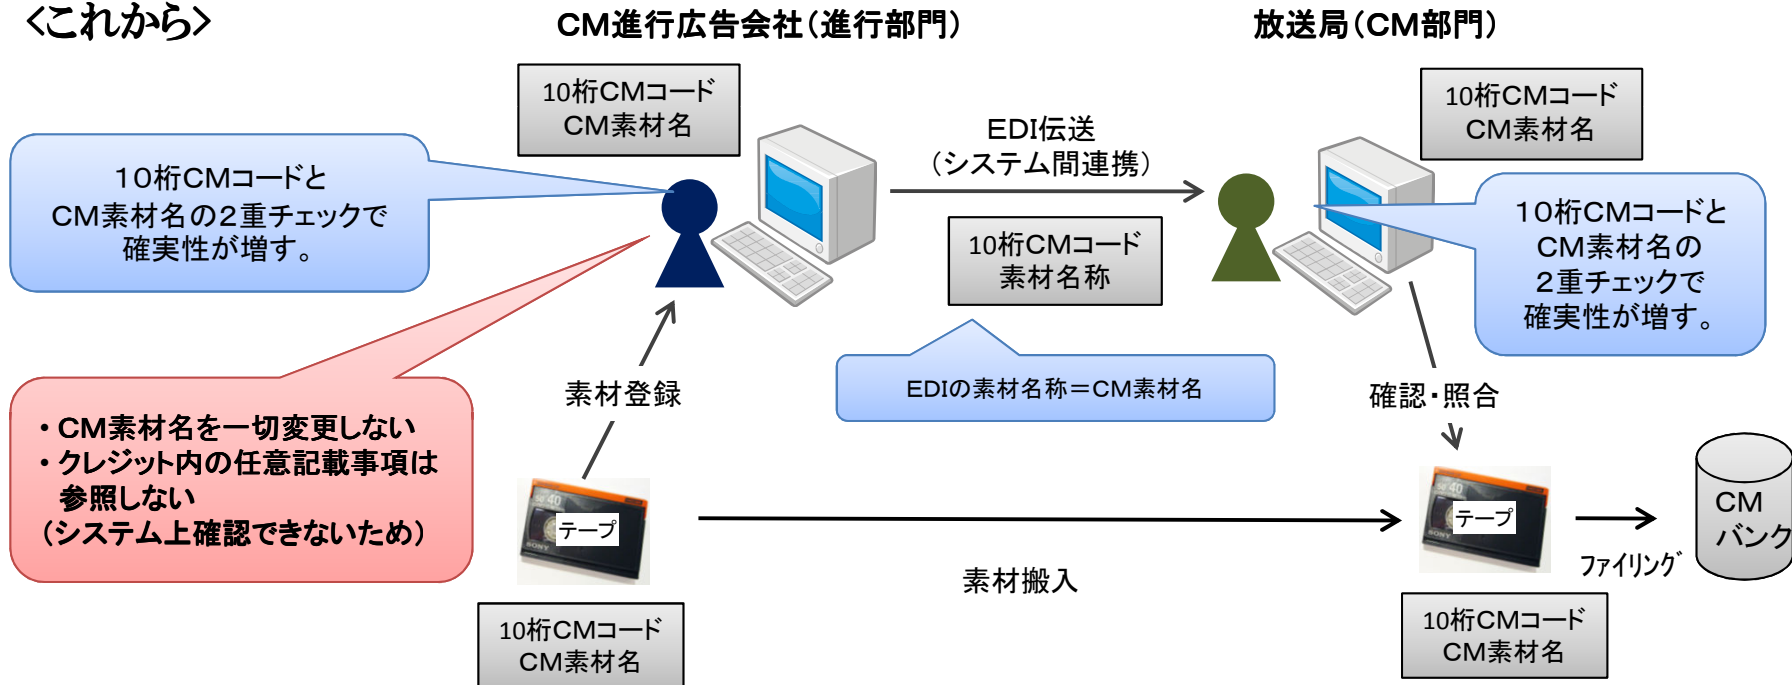 <これから>
CM進行広告会社(進行部門)
放送局(CM部門)
10桁CMコード
CM素材名
10桁CMコード
CM素材名
EDI伝送
(システム間連携)
10桁CMコードと
CM素材名の2重チェックで
確実性が増す。
10桁CMコード
素材名称
10桁CMコードと
CM素材名の
2重チェックで
確実性が増す。
EDIの素材名称=CM素材名
素材登録
確認・照合
・CM素材名を一切変更しない
・クレジット内の任意記載事項は
参照しない
(システム上確認できないため)
40
テープ
SONY
40
テープ
SONY
CM
バンク
ファイリング
素材搬入
10桁CMコード
CM素材名
10桁CMコード
CM素材名